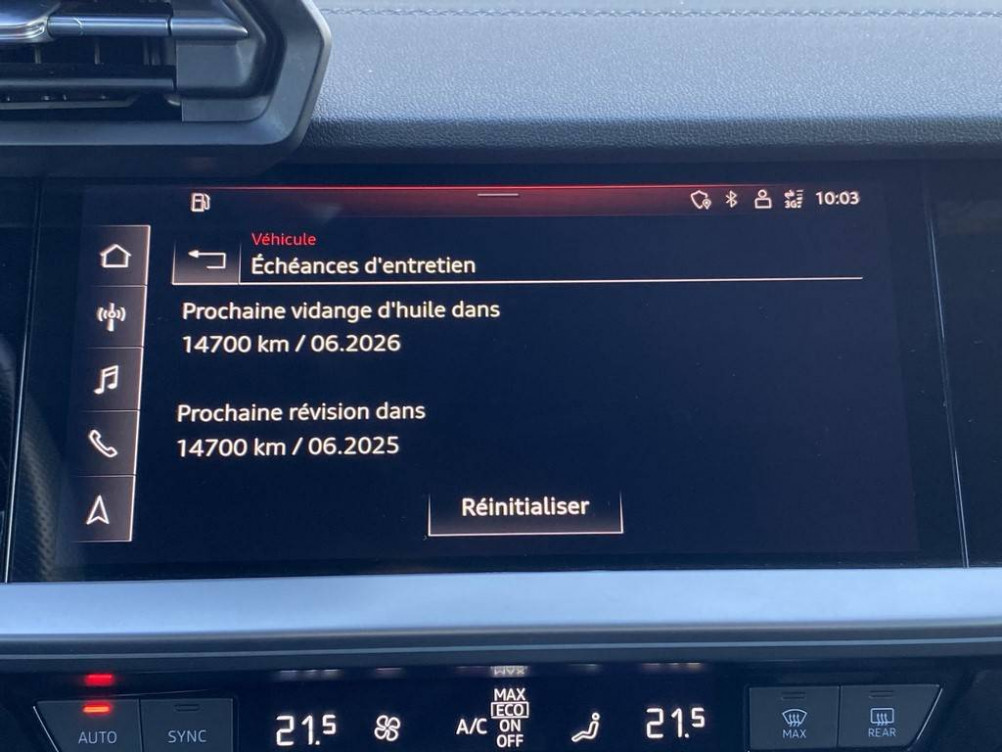 10:03
3G
Véhicule
Échéances d'entretien
Prochaine vidange d'huile dans
14700 km / 06.2026
Prochaine révision dans
14700 km / 06.2025
Réinitialiser
AUTO
SYNC
21.5
A/C
MAX
ECO
ON
OFF
21.5
MAX
REAR